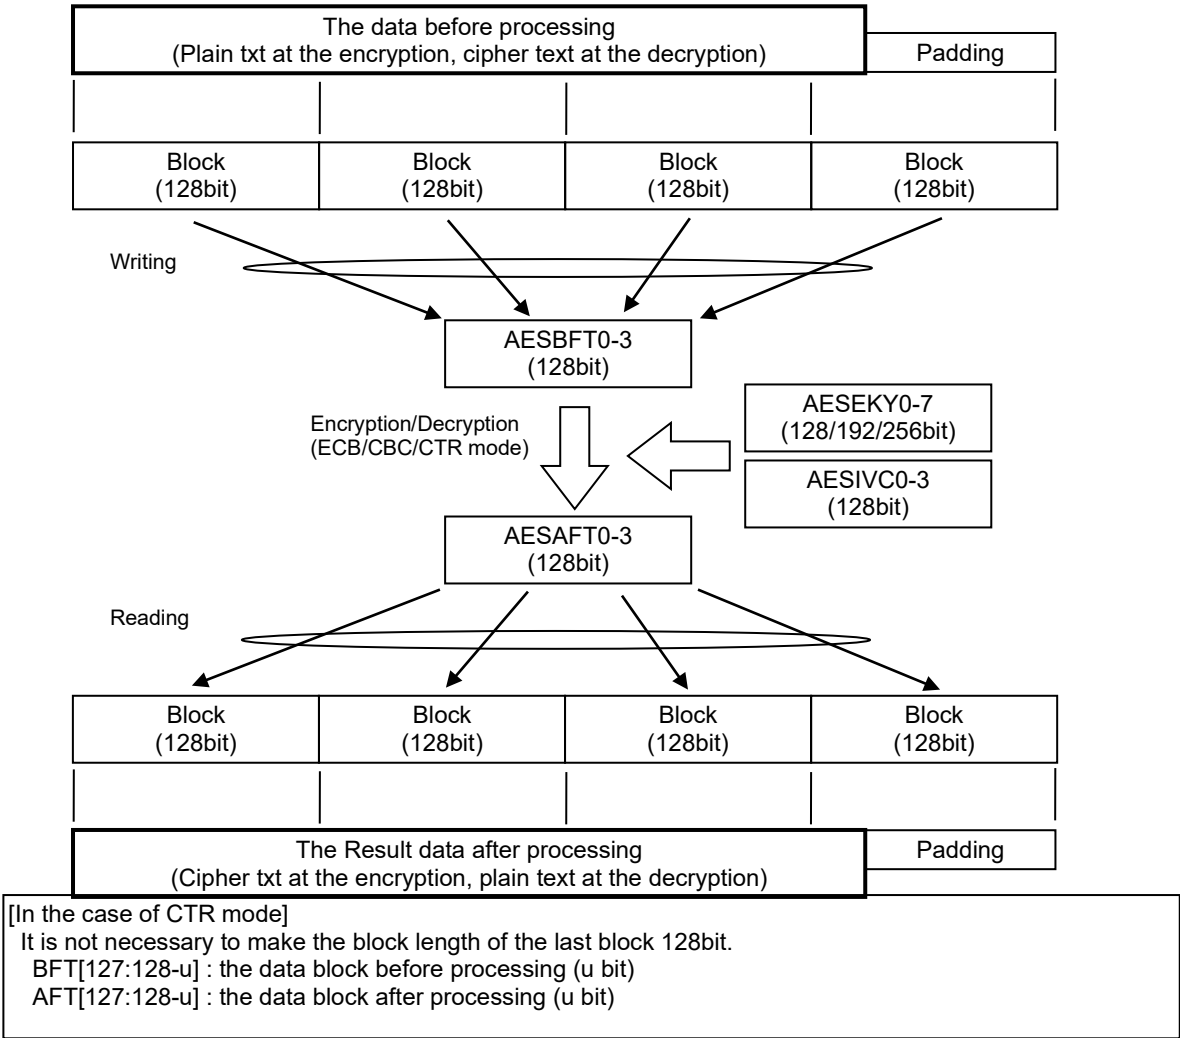 The data before processing
(Plain txt at the encryption, cipher text at the decryption)
Padding
Block
(128bit)
Block
(128bit)
Block
(128bit)
Block
(128bit)
Writing
AESBFT0-3
(128bit)
Encryption/Decryption
(ECB/CBC/CTR mode)
AESEKY0-7
(128/192/256bit)
AESIVC0-3
(128bit)
AESAFT0-3
(128bit)
Reading
Block
(128bit)
Block
(128bit)
Block
(128bit)
Block
(128bit)
The Result data after processing
(Cipher txt at the encryption, plain text at the decryption)
Padding
[In the case of CTR mode]
It is not necessary to make the block length of the last block 128bit.
BFT[127:128-u] : the data block before processing (u bit)
AFT[127:128-u] : the data block after processing (u bit)